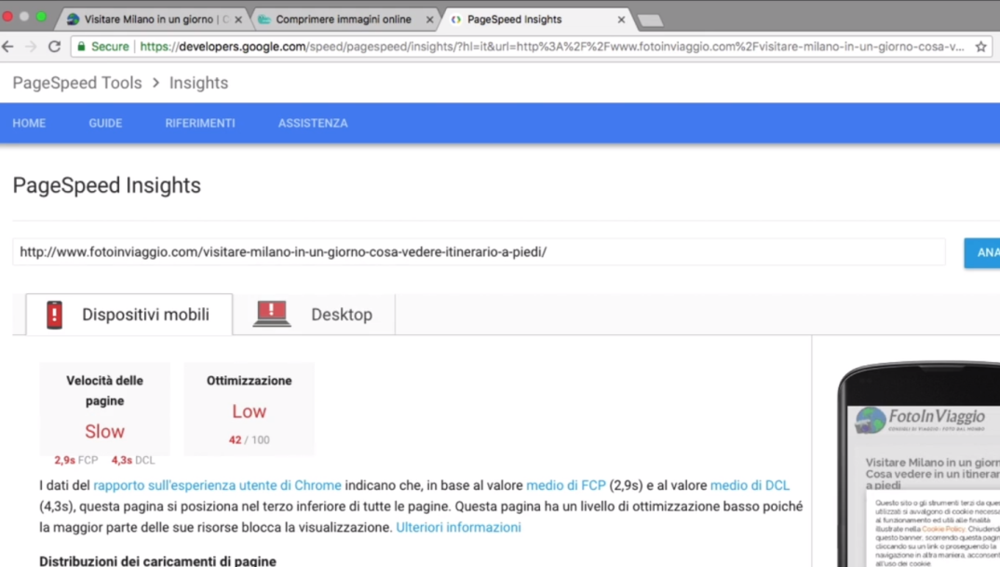 Visitare Milano in un giorno | C
Comprimere immagini online
PageSpeed Insights
Secure https://developers.google.com/speed/pagespeed/insights/?hl=it&url=http%3A%2F%2Fwww.fotoinviaggio.com%2Fvisitare-milano-in-un-giorno-cosa-v...
PageSpeed Tools > Insights
HOME GUIDE RIFERIMENTI ASSISTENZA
PageSpeed Insights
http://www.fotoinviaggio.com/visitare-milano-in-un-giorno-cosa-vedere-itinerario-a-piedi/
ANA
Dispositivi mobili Desktop
Velocità delle
pagine
Slow
2,9s FCP 4,3s DCL
Ottimizzazione
Low
42 / 100
I dati del rapporto sull'esperienza utente di Chrome indicano che, in base al valore medio di FCP (2,9s) e al valore medio di DCL
(4,3s), questa pagina si posiziona nel terzo inferiore di tutte le pagine. Questa pagina ha un livello di ottimizzazione basso poiché
la maggior parte delle sue risorse blocca la visualizzazione. Ulteriori informazioni
Distribuzioni dei caricamenti di pagine
FotoInViaggio
CONSIGLI DI VIAGGIO - FOTO DAL MONDO
Visitare Milano in un giorn
Cosa vedere in un itinerar
a piedi
Questo sito o gli strumenti terzi da ques
utilizzati si avvalgono di cookie necessa
al funzionamento ed utili alle finalità
illustrate nella Cookie Policy. Chiudend
questo banner, scorrendo questa pagin
cliccando su un link o proseguendo la
navigazione in altra maniera, acconsent
all'uso dei cookie